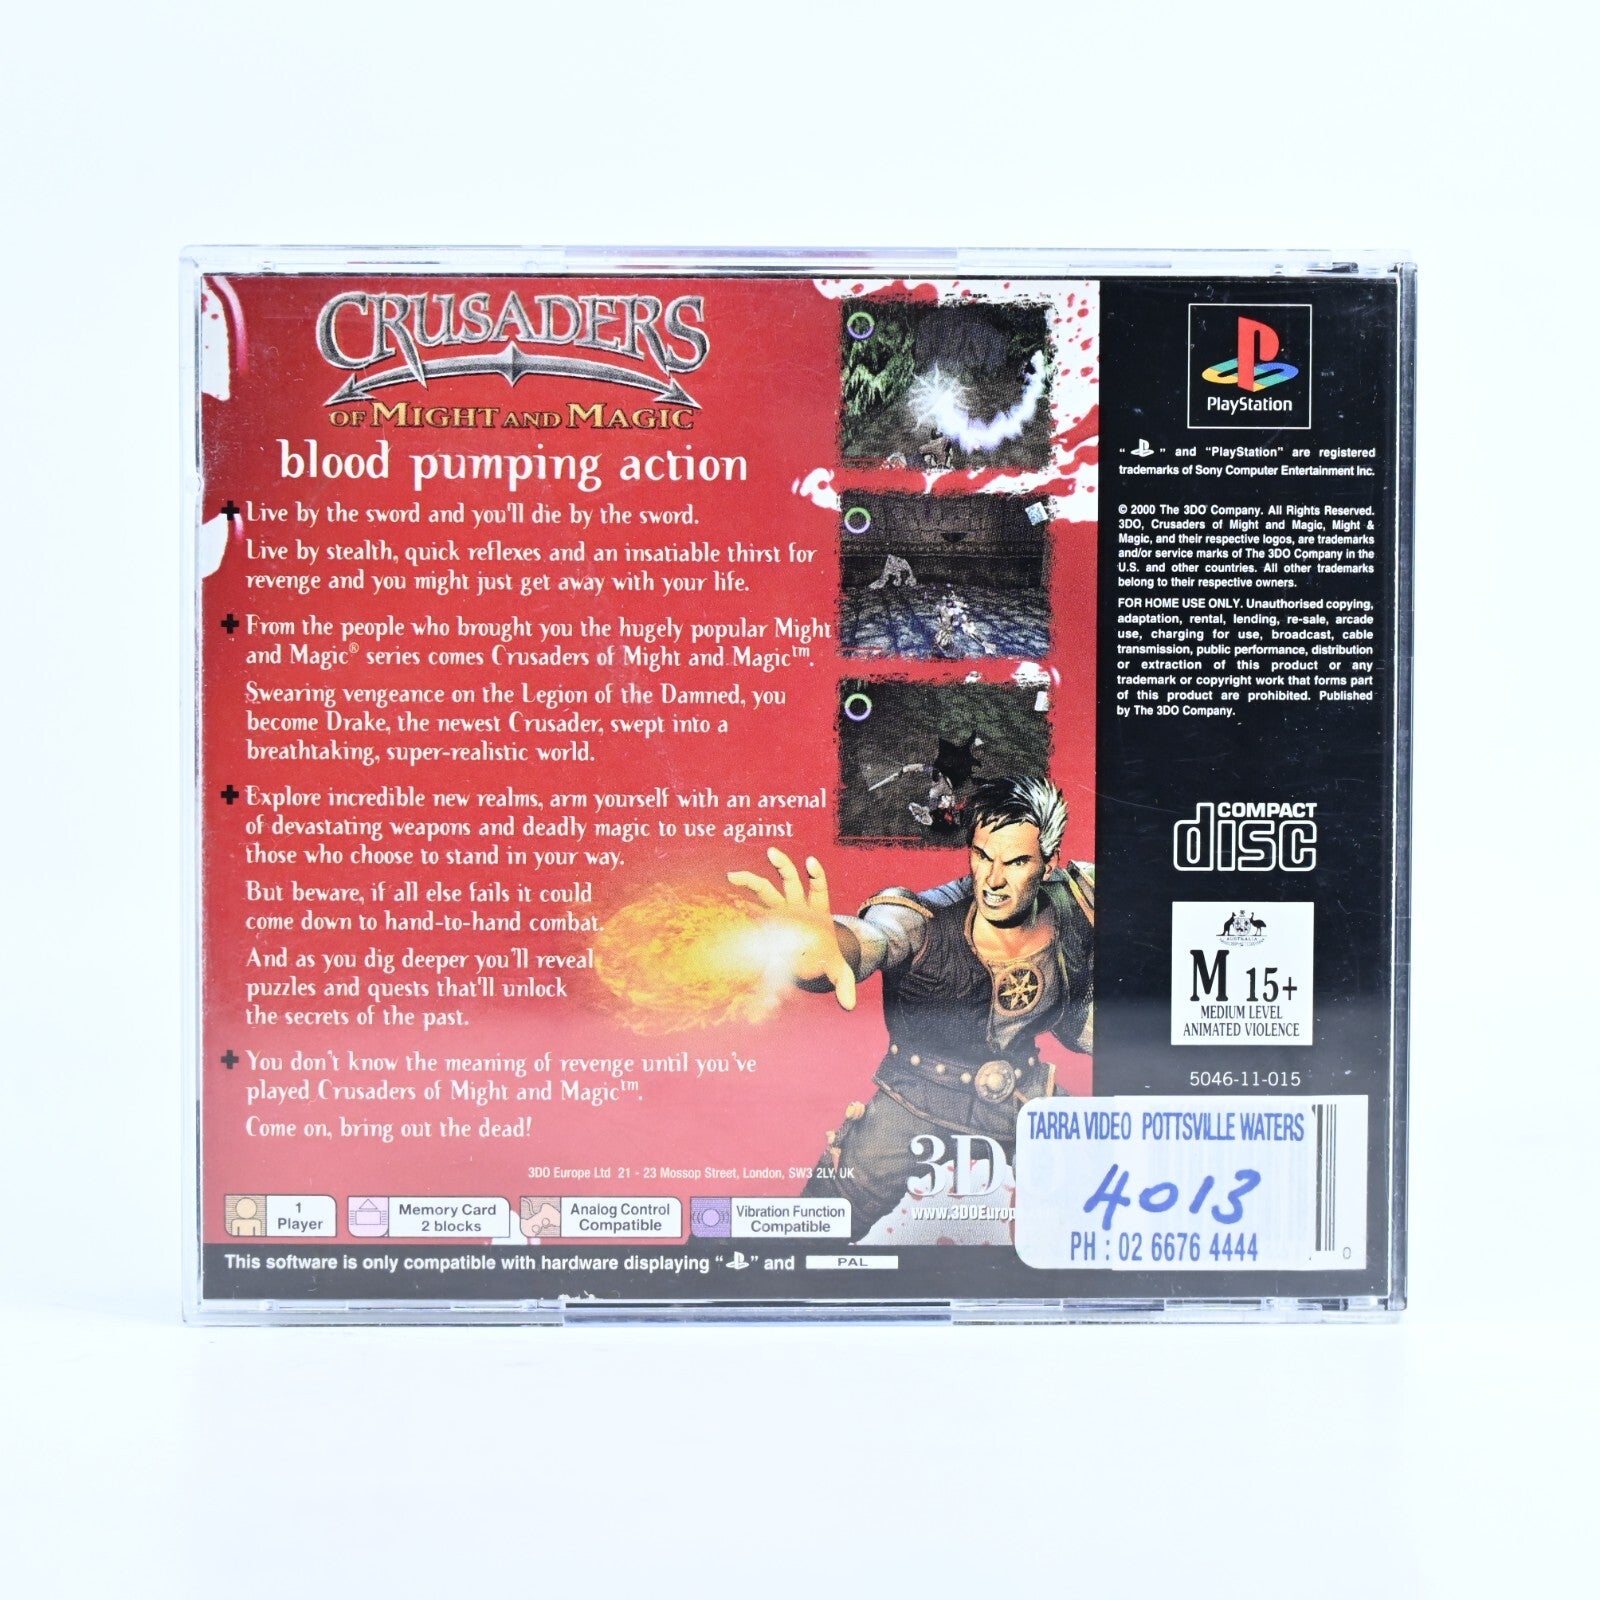 CRUSADERS
OF MIGHT AND MAGIC
blood pumping action
Live by the sword and you'll die by the sword.
Live by stealth, quick reflexes and an insatiable thirst for
revenge and you might just get away with your life.
From the people who brought you the hugely popular Might
and Magic® series comes Crusaders of Might and Magic™.
Swearing vengeance on the Legion of the Damned, you
become Drake, the newest Crusader, swept into a
breathtaking, super-realistic world.
Explore incredible new realms, arm yourself with an arsenal
of devastating weapons and deadly magic to use against
those who choose to stand in your way.
But beware, if all else fails it could
come down to hand-to-hand combat.
And as you dig deeper you'll reveal
puzzles and quests that'll unlock
the secrets of the past.
You don't know the meaning of revenge until you've
played Crusaders of Might and Magic™.
Come on, bring out the dead!
3DO Europe Ltd 21 - 23 Mossop Street, London, SW3 2LY, UK
1
Player
Memory Card
2 blocks
Analog Control
Compatible
Vibration Function
Compatible
This software is only compatible with hardware displaying " " and PAL
PlayStation
" " and "PlayStation" are registered
trademarks of Sony Computer Entertainment Inc.
© 2000 The 3DO Company. All Rights Reserved.
3DO, Crusaders of Might and Magic, Might &
Magic, and their respective logos, are trademarks
and/or service marks of The 3DO Company in the
U.S. and other countries. All other trademarks
belong to their respective owners.
FOR HOME USE ONLY. Unauthorised copying,
adaptation, rental, lending, re-sale, arcade
use, charging for use, broadcast, cable
transmission, public performance, distribution
or extraction of this product or any
trademark or copyright work that forms part
of this product are prohibited. Published
by The 3DO Company.
COMPACT
disc
AUSTRALIA
M 15+
MEDIUM LEVEL
ANIMATED VIOLENCE
5046-11-015
3DO
www.3DOEurop
TARRA VIDEO POTTSVILLE WATERS
4013
PH : 02 6676 4444
0